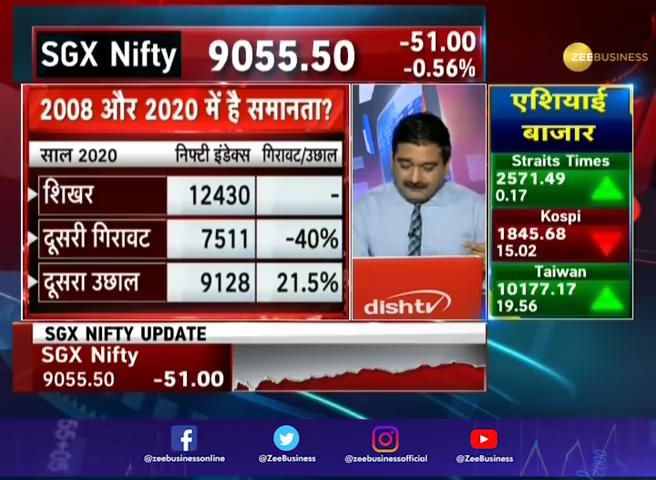 SGX Nifty 9055.50 -51.00
-0.56%
ZEEBUSINESS
2008 और 2020 में है समानता?
साल 2020 निफ्टी इंडेक्स गिरावट/उछाल
शिखर 12430 -
दूसरी गिरावट 7511 -40%
दूसरा उछाल 9128 21.5%
dishtv
एशियाई
बाजार
Straits Times
2571.49
0.17
Kospi
1845.68
15.02
Taiwan
10177.17
19.56
SGX NIFTY UPDATE
SGX Nifty
9055.50 -51.00
@zeebusinessonline @ZeeBusiness @zeebusinessofficial @ZeeBusiness